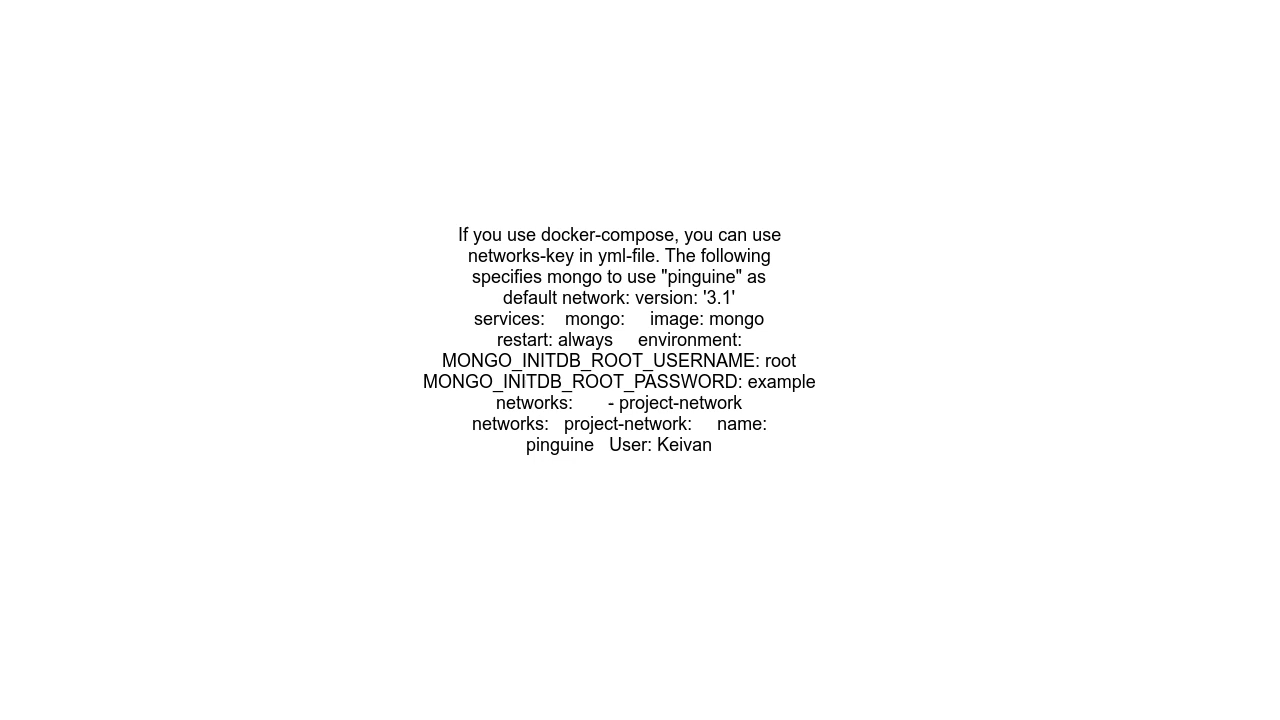 If you use docker-compose, you can use
networks-key in yml-file. The following
specifies mongo to use "pinguine" as
default network: version: '3.1'
services:    mongo:     image: mongo
restart: always     environment:
MONGO_INITDB_ROOT_USERNAME: root
MONGO_INITDB_ROOT_PASSWORD: example
networks:       - project-network
networks:   project-network:     name:
pinguine   User: Keivan